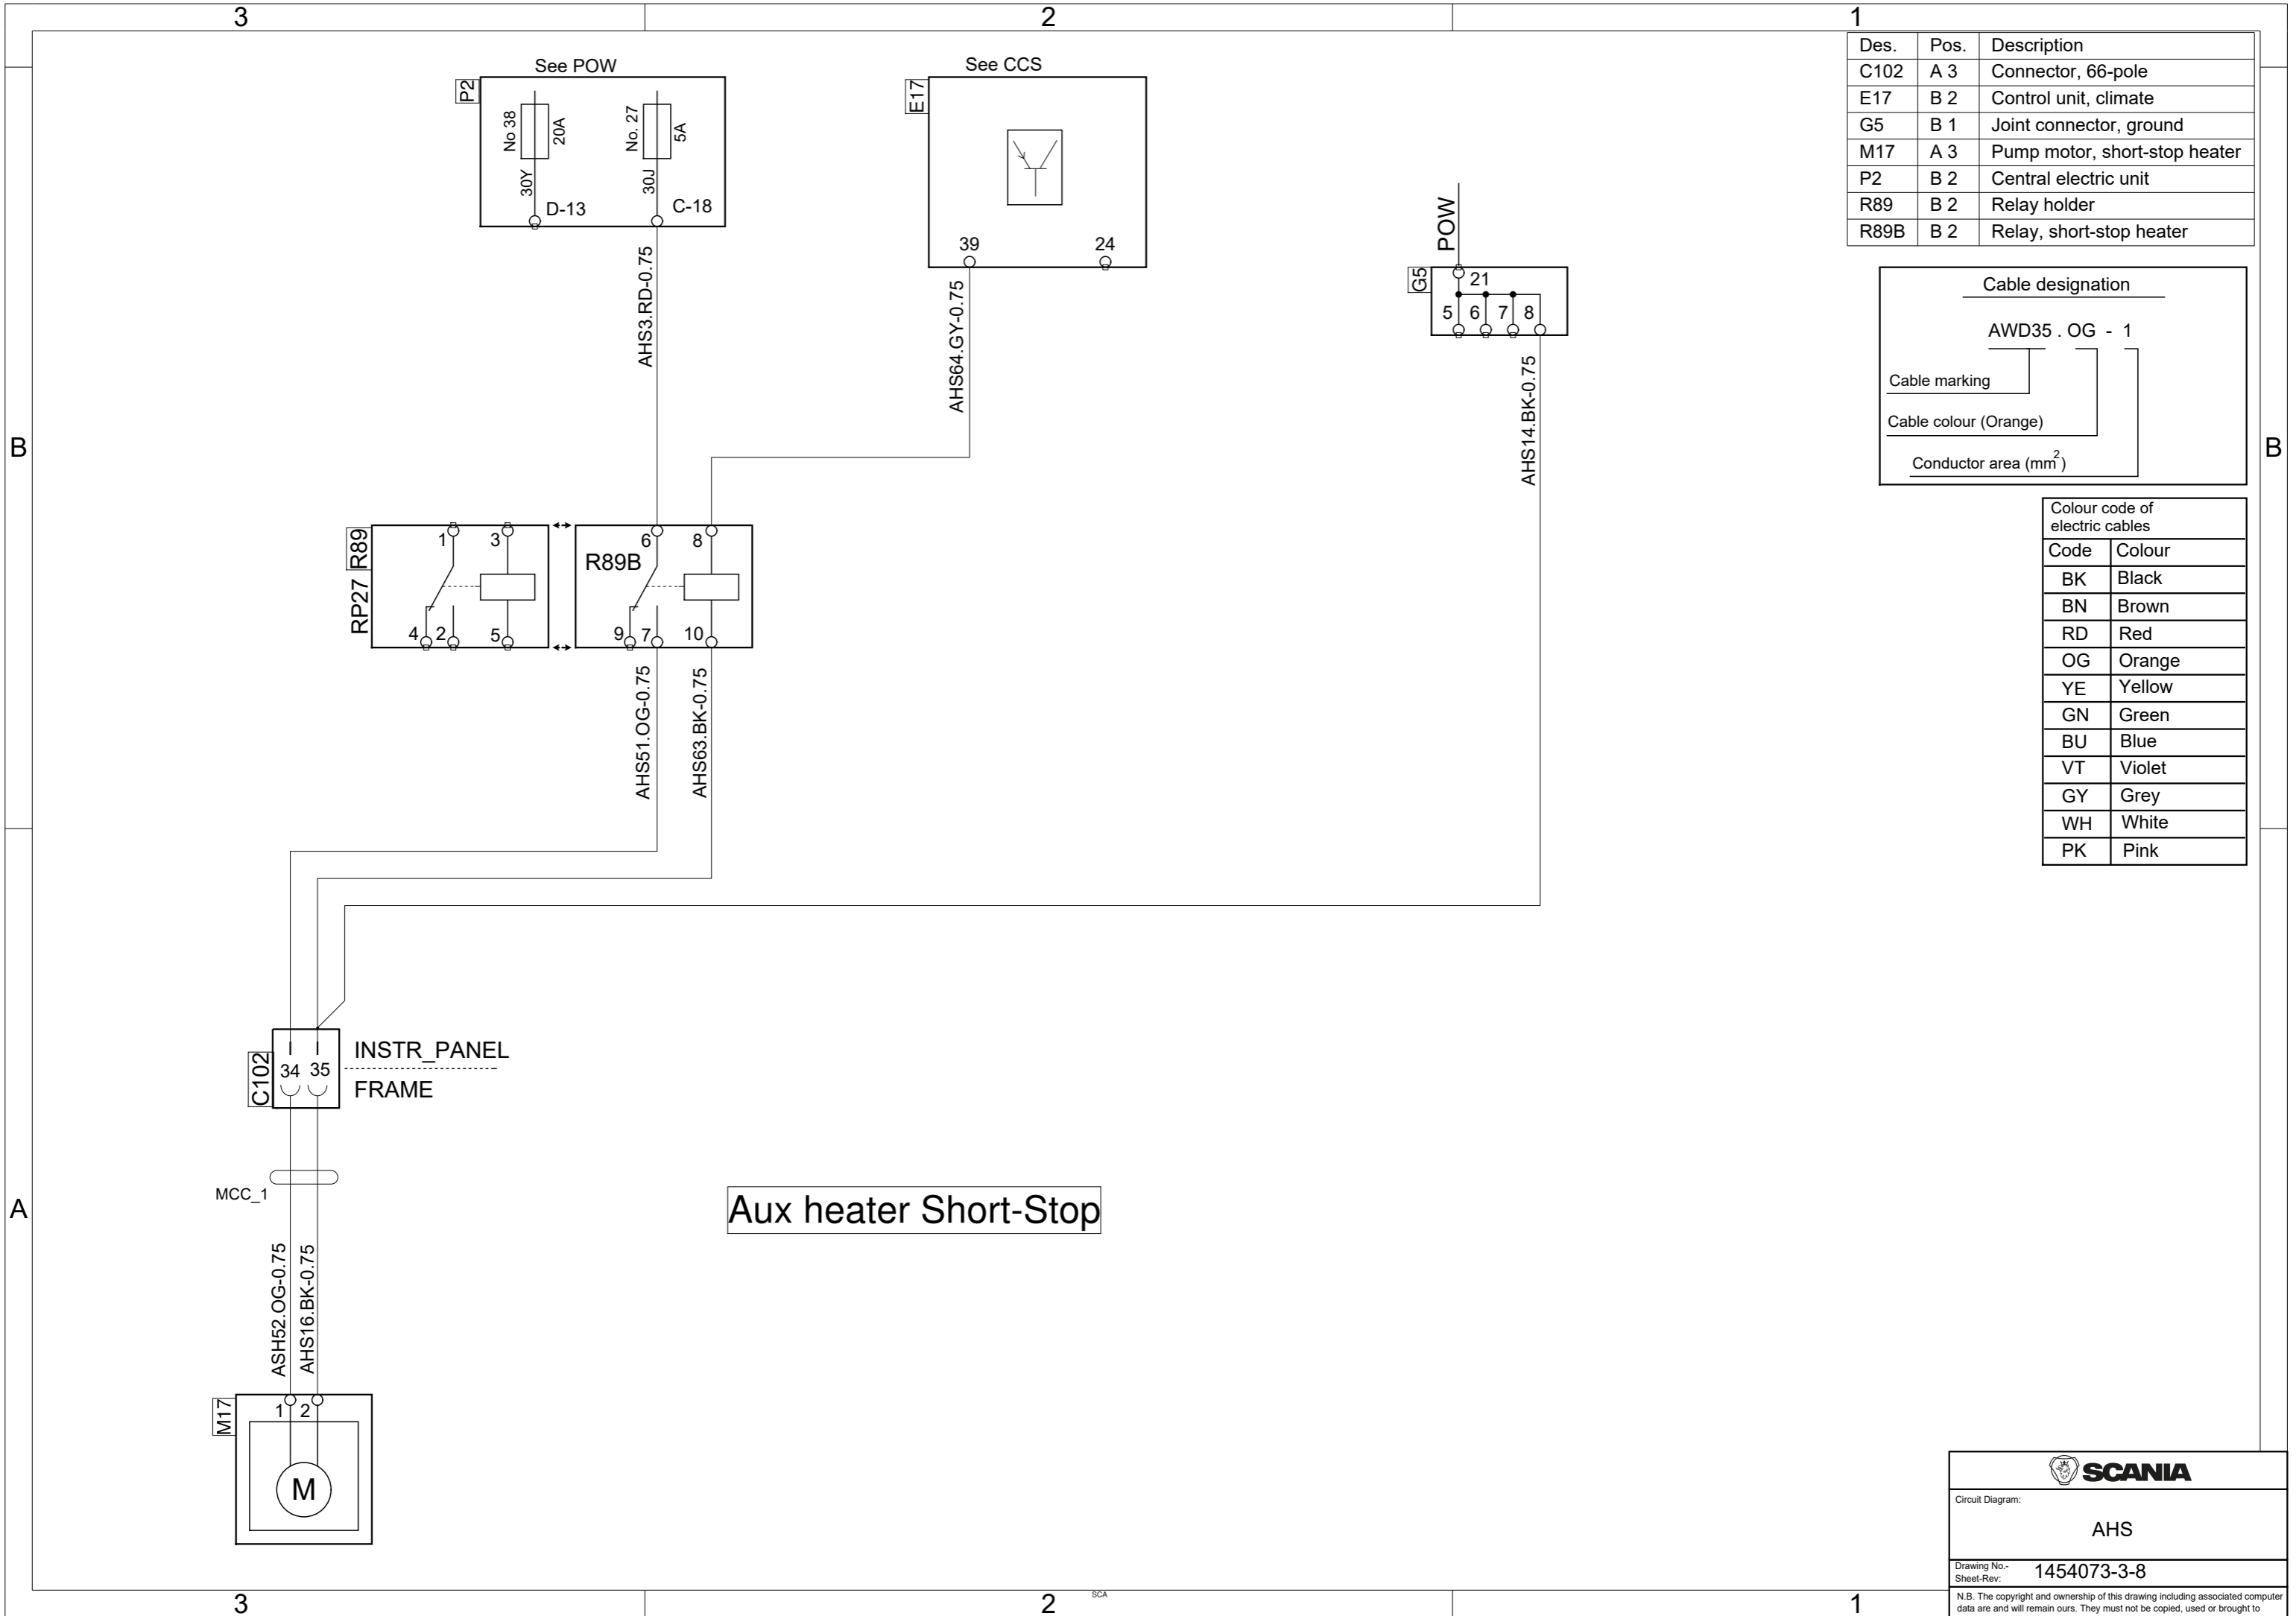 3 2 1
See POW
P2
No 38
20A
30Y
No. 27
5A
30J
D-13
C-18
AHS3.RD-0.75
See CCS
E17
39 24
AHS64.GY-0.75
POW
G5
21
5 6 7 8
AHS14.BK-0.75
Des. Pos. Description
C102 A 3 Connector, 66-pole
E17 B 2 Control unit, climate
G5 B 1 Joint connector, ground
M17 A 3 Pump motor, short-stop heater
P2 B 2 Central electric unit
R89 B 2 Relay holder
R89B B 2 Relay, short-stop heater
Cable designation
AWD35 . OG - 1
Cable marking
Cable colour (Orange)
Conductor area (mm2)
Colour code of
electric cables
Code Colour
BK Black
BN Brown
RD Red
OG Orange
YE Yellow
GN Green
BU Blue
VT Violet
GY Grey
WH White
PK Pink
B B
RP27 R89
1 3
4 2 5
R89B
6 8
9 7 10
AHS51.OG-0.75
AHS63.BK-0.75
C102
34 35
INSTR_PANEL
FRAME
MCC_1
A
Aux heater Short-Stop
ASH52.OG-0.75
AHS16.BK-0.75
M17
1 2
M
SCANIA
Circuit Diagram:
AHS
Drawing No.-
Sheet-Rev: 1454073-3-8
N.B. The copyright and ownership of this drawing including associated computer
data are and will remain ours. They must not be copied, used or brought to
3 2 SCA 1